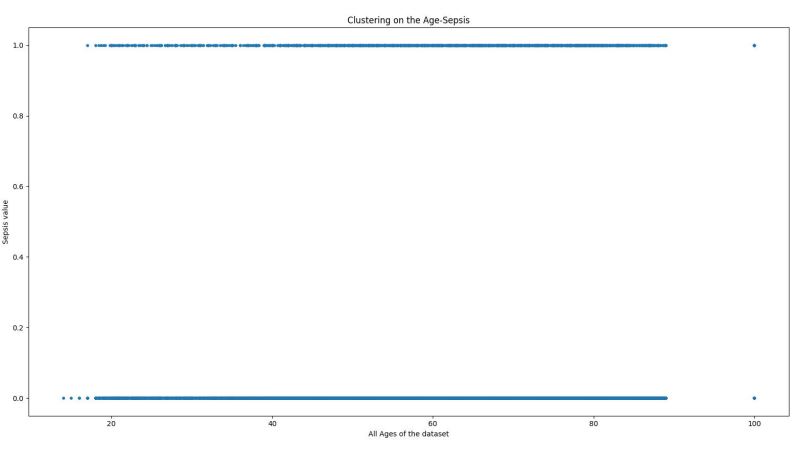 Clustering on the Age-Sepsis
1.0
0.8
0.6
0.4
0.2
0.0
Sepsis value
20 40 60 80 100
All Ages of the dataset